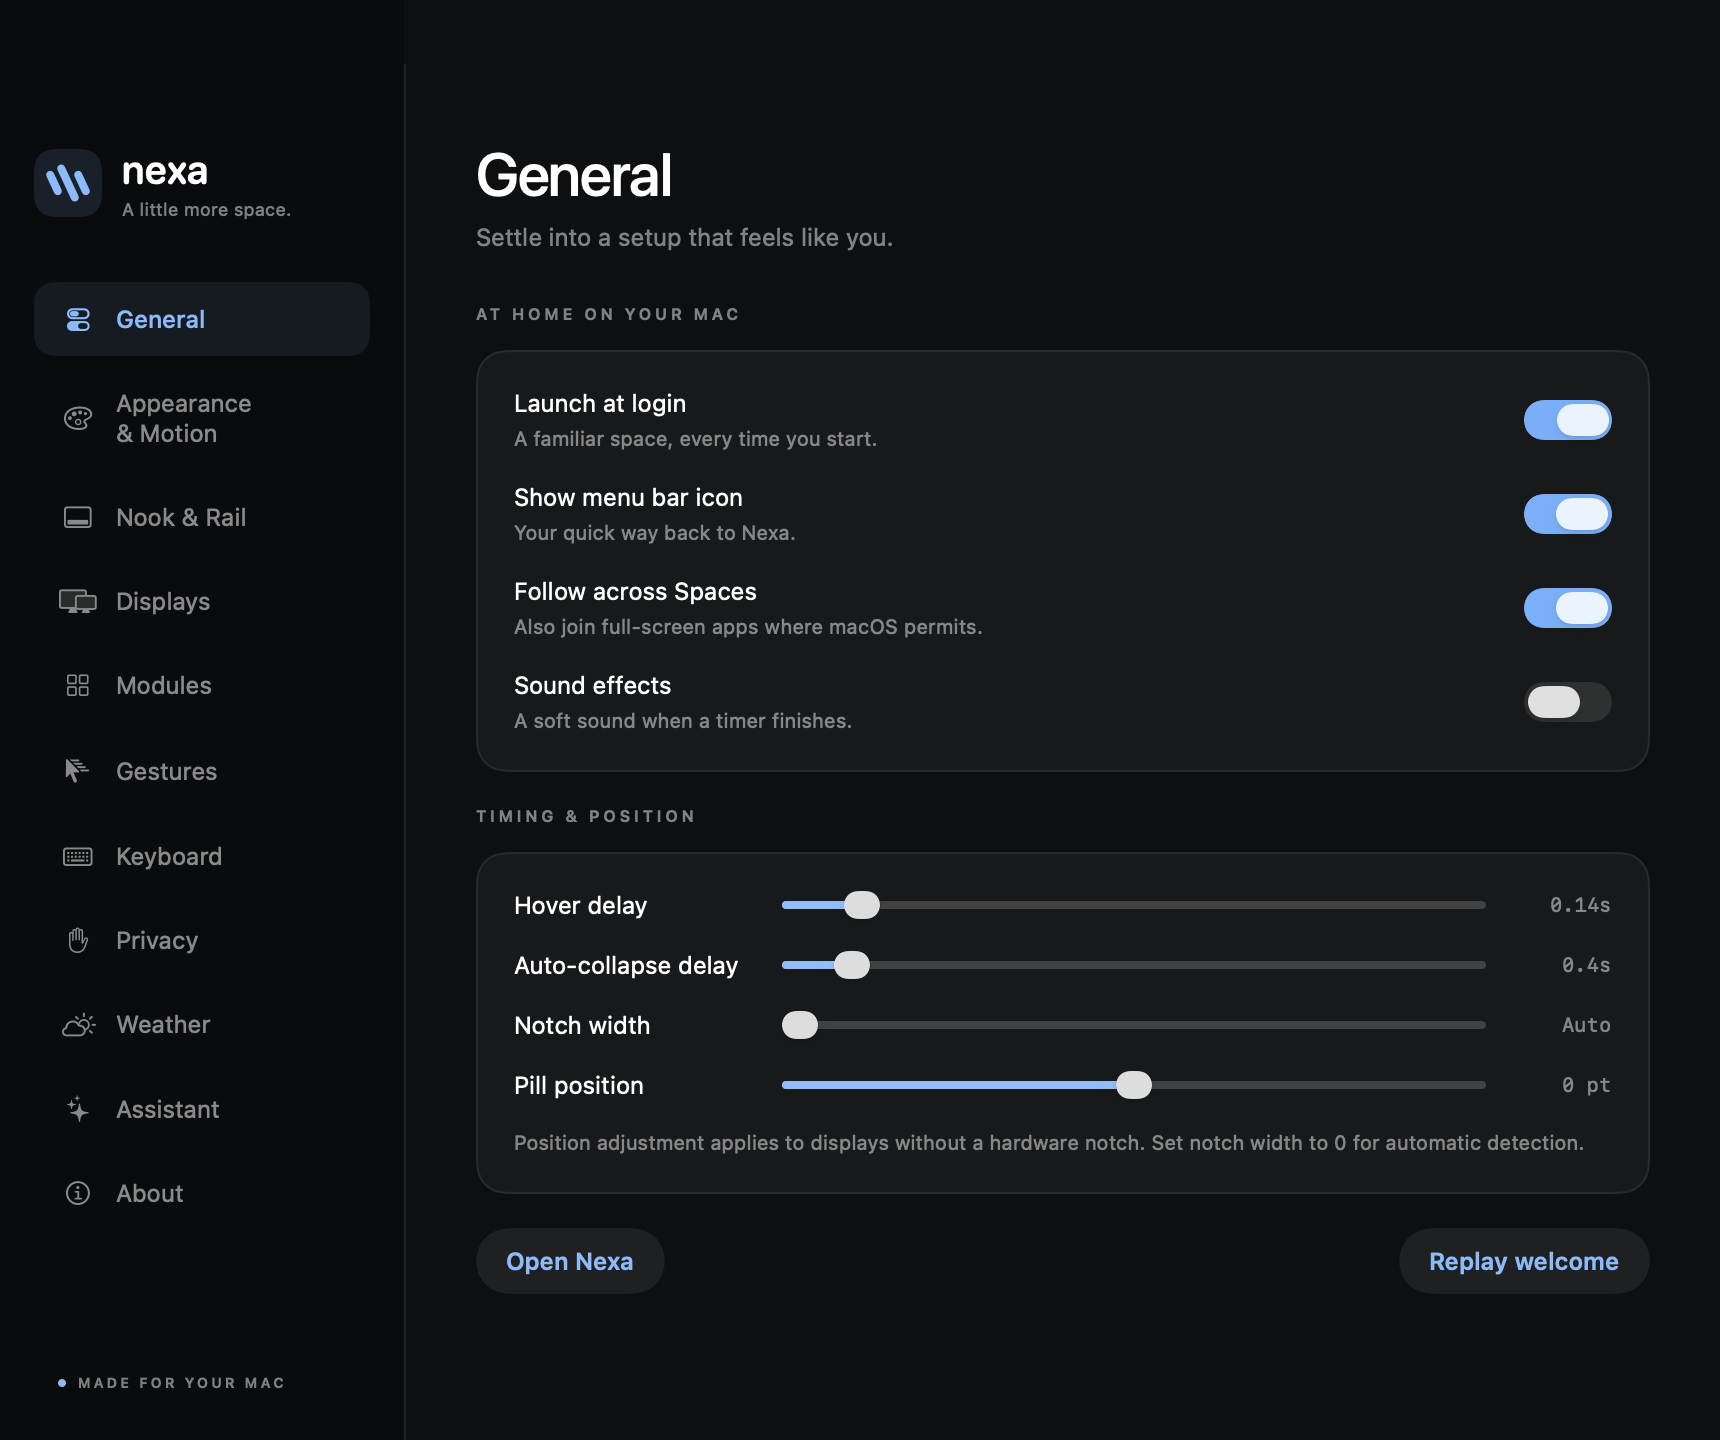 nexa
A little more space.
General
Appearance
& Motion
Nook & Rail
Displays
Modules
Gestures
Keyboard
Privacy
Weather
Assistant
About
MADE FOR YOUR MAC
General
Settle into a setup that feels like you.
AT HOME ON YOUR MAC
Launch at login
A familiar space, every time you start.
Show menu bar icon
Your quick way back to Nexa.
Follow across Spaces
Also join full-screen apps where macOS permits.
Sound effects
A soft sound when a timer finishes.
TIMING & POSITION
Hover delay 0.14s
Auto-collapse delay 0.4s
Notch width Auto
Pill position 0 pt
Position adjustment applies to displays without a hardware notch. Set notch width to 0 for automatic detection.
Open Nexa Replay welcome